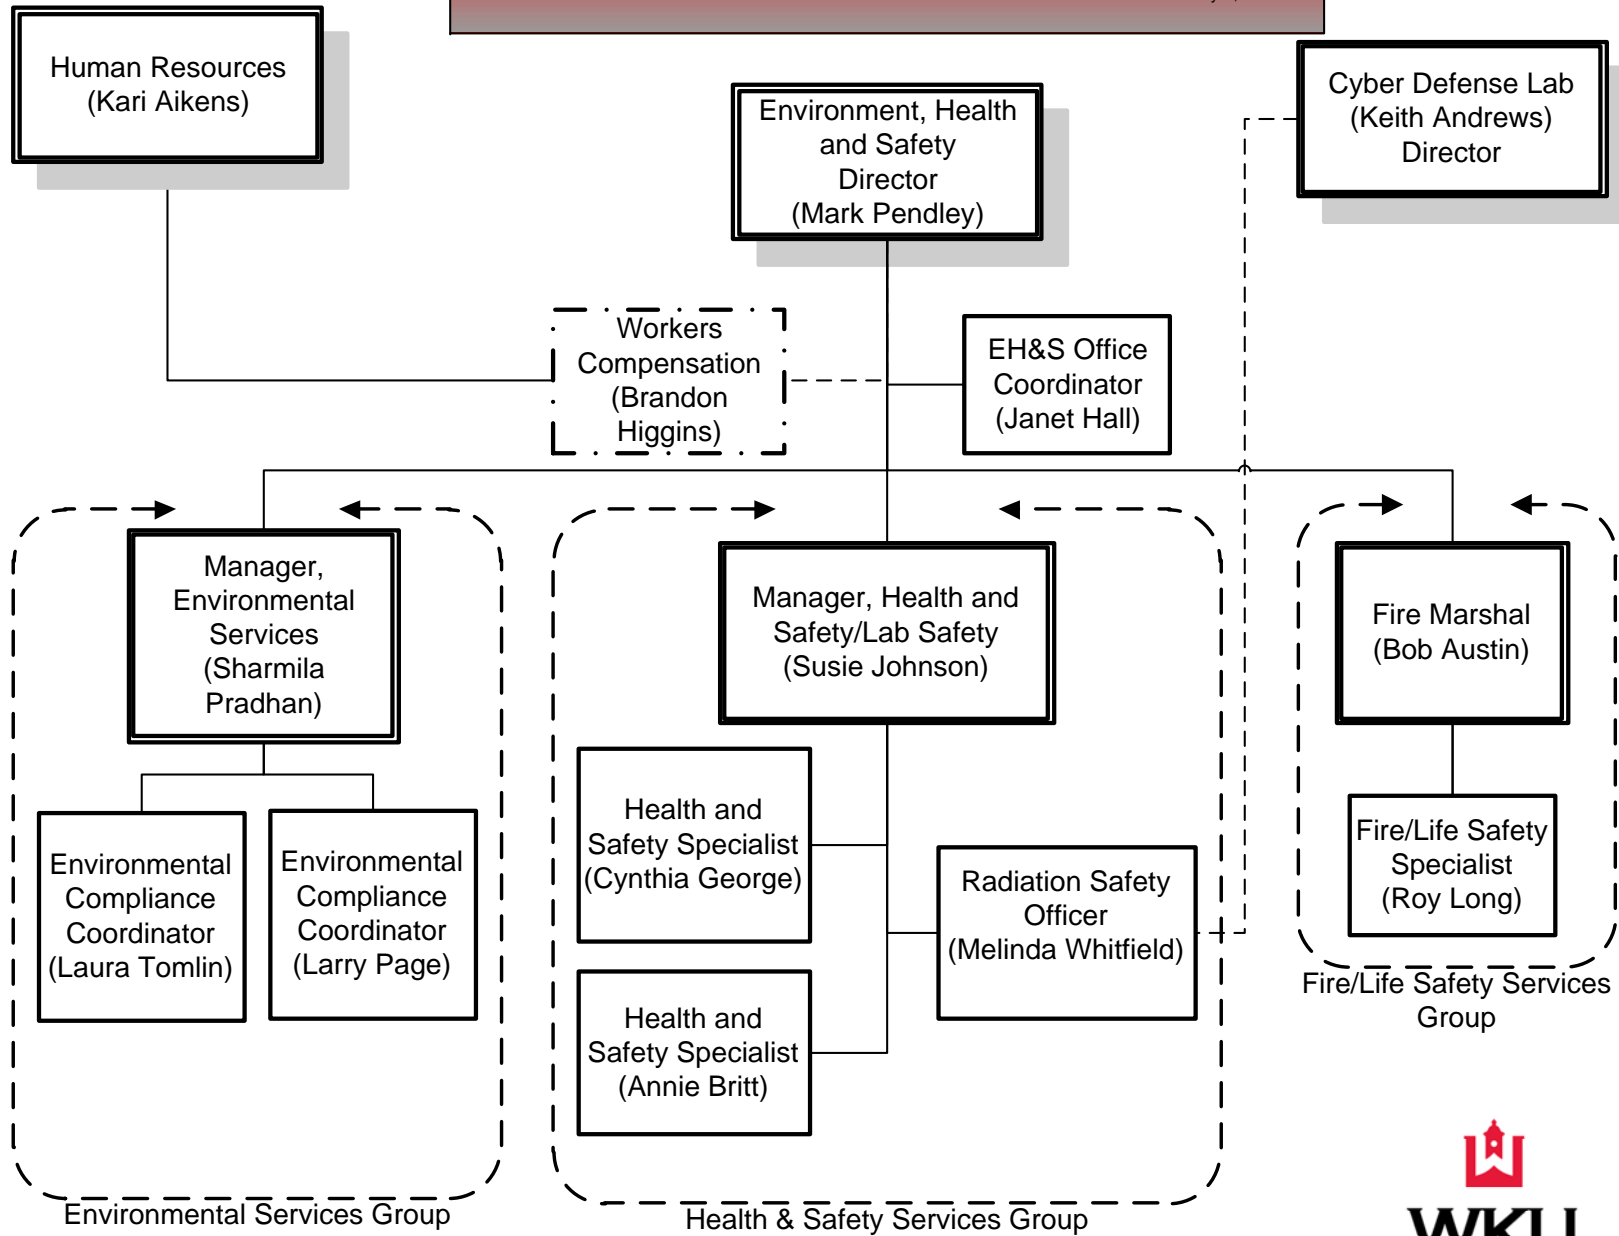 Human Resources
(Kari Aikens)
Environment, Health
and Safety
Director
(Mark Pendley)
Cyber Defense Lab
(Keith Andrews)
Director
Workers
Compensation
(Brandon
Higgins)
EH&S Office
Coordinator
(Janet Hall)
Manager,
Environmental
Services
(Sharmila
Pradhan)
Manager, Health and
Safety/Lab Safety
(Susie Johnson)
Fire Marshal
(Bob Austin)
Environmental
Compliance
Coordinator
(Laura Tomlin)
Environmental
Compliance
Coordinator
(Larry Page)
Health and
Safety Specialist
(Cynthia George)
Radiation Safety
Officer
(Melinda Whitfield)
Fire/Life Safety
Specialist
(Roy Long)
Health and
Safety Specialist
(Annie Britt)
Fire/Life Safety Services
Group
Environmental Services Group
Health & Safety Services Group
WKU